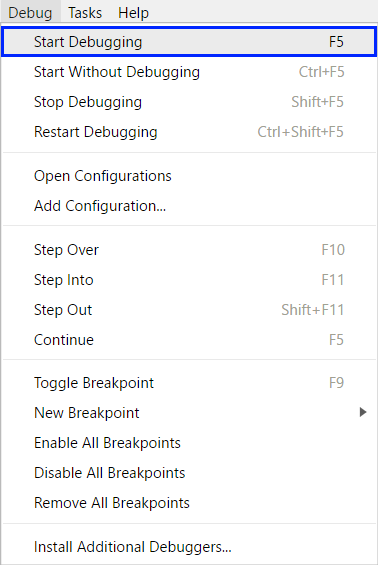 Debug Tasks Help
Start Debugging F5
Start Without Debugging Ctrl+F5
Stop Debugging Shift+F5
Restart Debugging Ctrl+Shift+F5
Open Configurations
Add Configuration...
Step Over F10
Step Into F11
Step Out Shift+F11
Continue F5
Toggle Breakpoint F9
New Breakpoint
Enable All Breakpoints
Disable All Breakpoints
Remove All Breakpoints
Install Additional Debuggers...